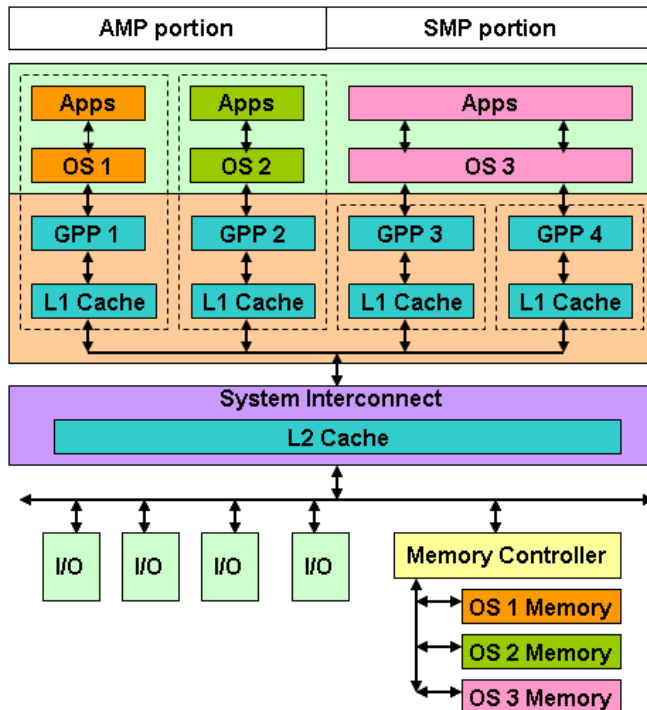 AMP portion SMP portion
Apps Apps Apps
OS 1 OS 2 OS 3
GPP 1 GPP 2 GPP 3 GPP 4
L1 Cache L1 Cache L1 Cache L1 Cache
System Interconnect
L2 Cache
I/O I/O I/O I/O Memory Controller
OS 1 Memory
OS 2 Memory
OS 3 Memory